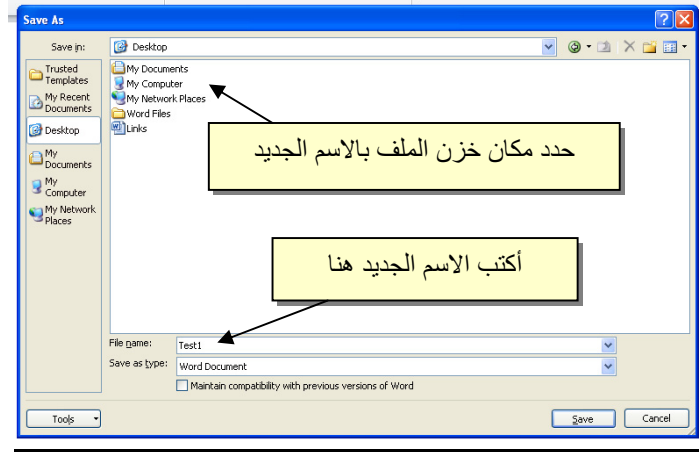 Save As
Save in:
Desktop
Trusted
Templates
My Recent
Documents
Desktop
My
Documents
My
Computer
My Network
Places
My Documents
My Computer
My Network Places
Word Files
Links
حدد مكان خزن الملف بالاسم الجديد
أكتب الاسم الجديد هنا
File name:
Test1
Save as type:
Word Document
Maintain compatibility with previous versions of Word
Tools
Save
Cancel